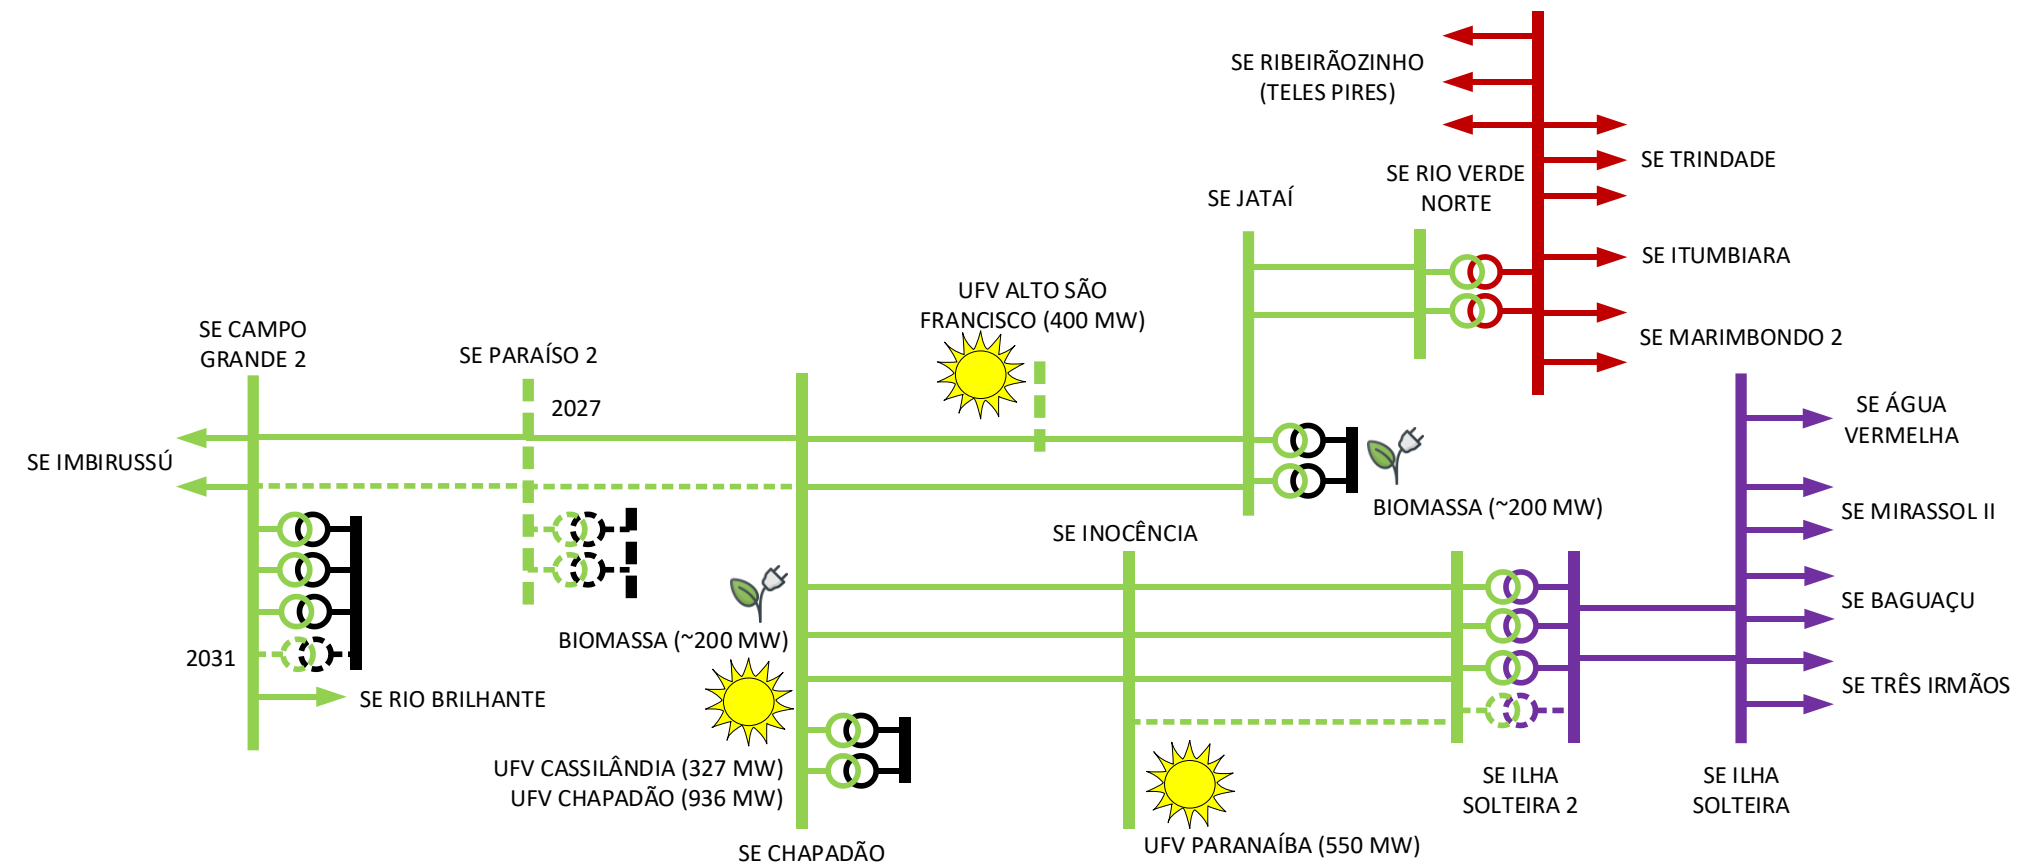 SE RIBEIRÃOZINHO
(TELES PIRES)
SE TRINDADE
SE RIO VERDE
NORTE
SE JATAÍ
SE ITUMBIARA
UFV ALTO SÃO
FRANCISCO (400 MW)
SE CAMPO
GRANDE 2
SE PARAÍSO 2
SE MARIMBONDO 2
2027
SE ÁGUA
VERMELHA
SE IMBIRUSSÚ
BIOMASSA (~200 MW)
SE MIRASSOL II
SE INOCÊNCIA
SE BAGUAÇU
BIOMASSA (~200 MW)
2031
SE RIO BRILHANTE
SE TRÊS IRMÃOS
UFV CASSILÂNDIA (327 MW)
UFV CHAPADÃO (936 MW)
SE ILHA
SOLTEIRA 2
SE ILHA
SOLTEIRA
UFV PARANAÍBA (550 MW)
SE CHAPADÃO